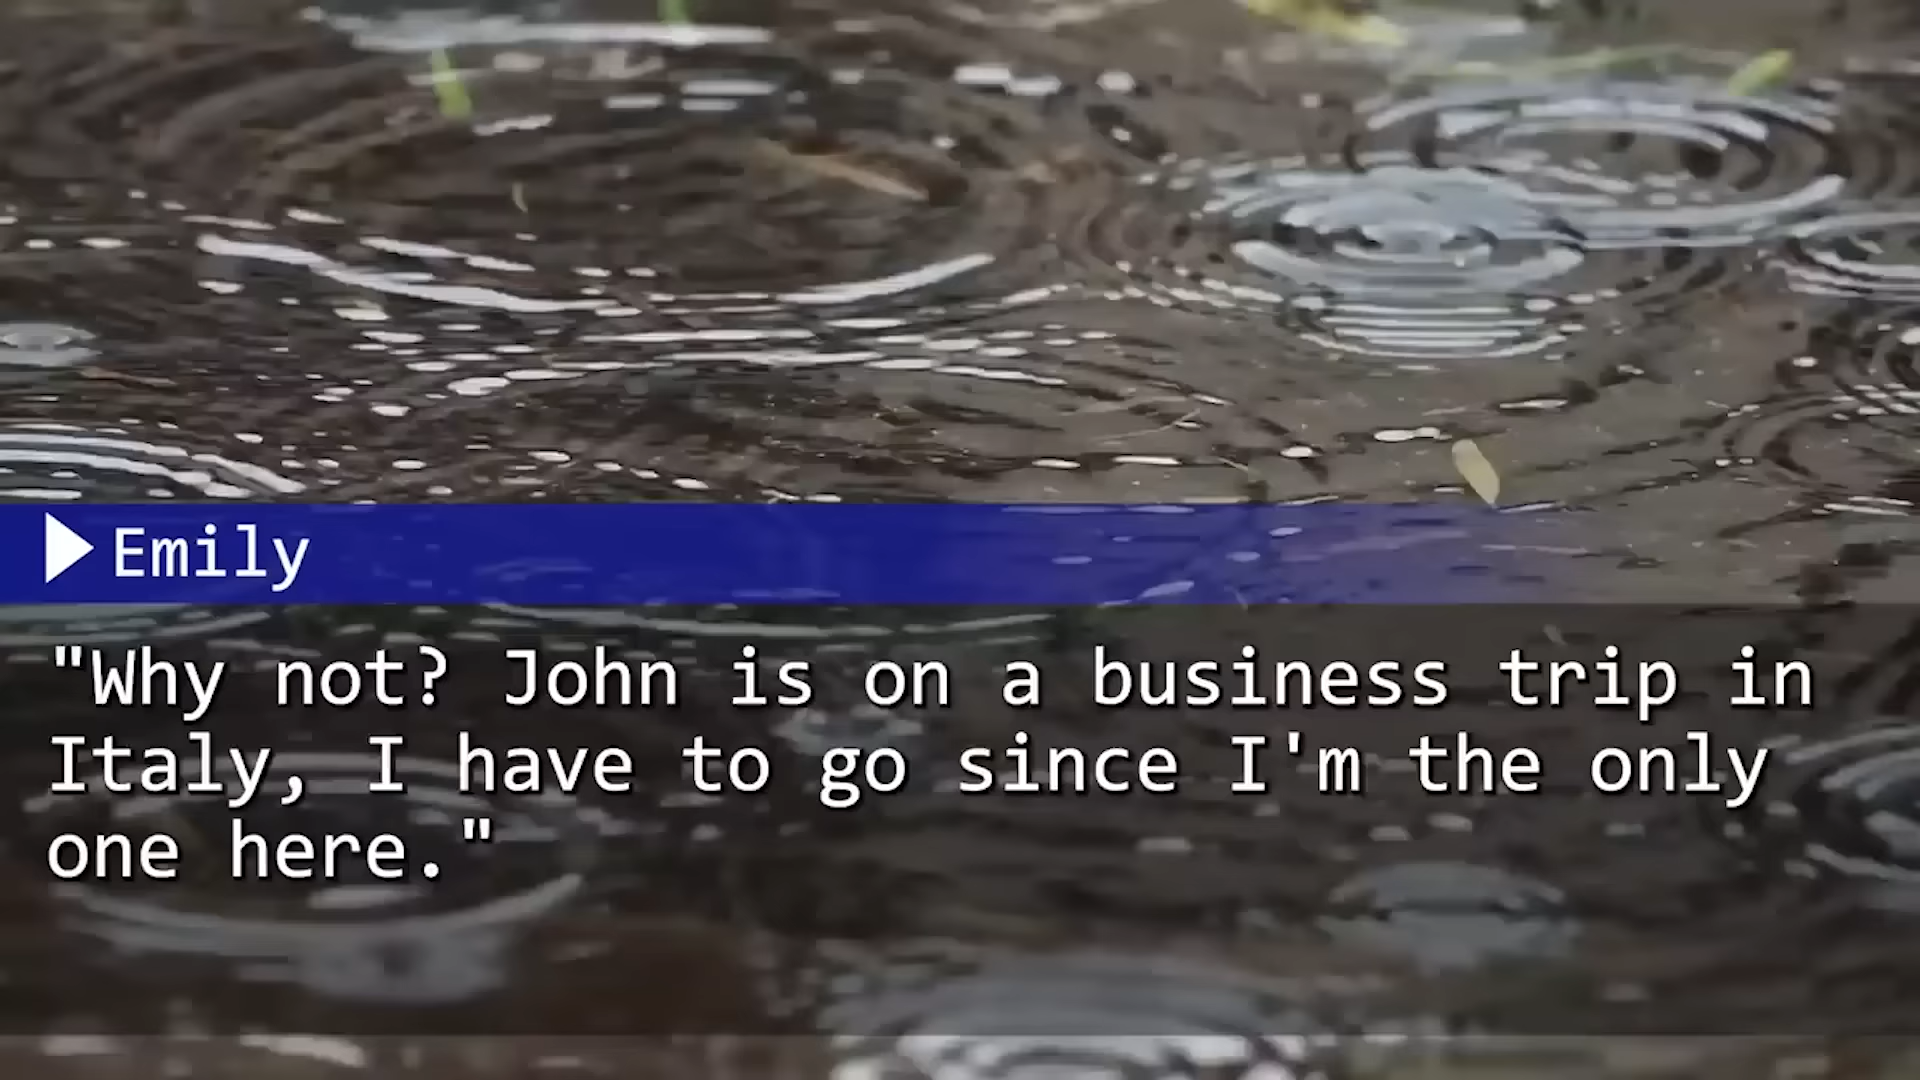 Emily
"Why not? John is on a business trip in
Italy, I have to go since I'm the only
one here."